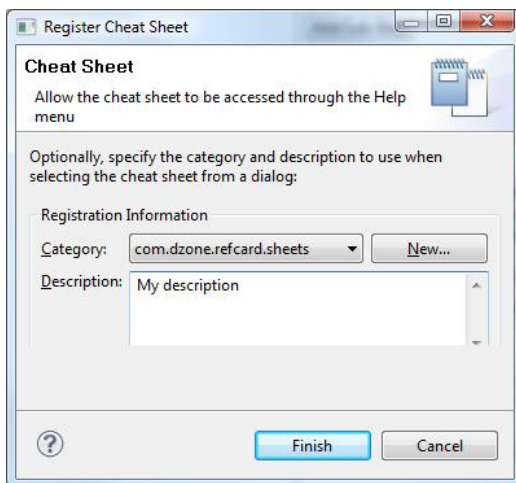 Register Cheat Sheet
Cheat Sheet
Allow the cheat sheet to be accessed through the Help
menu
Optionally, specify the category and description to use when
selecting the cheat sheet from a dialog:
Registration Information
Category: com.dzone.refcard.sheets New...
Description: My description
Finish Cancel